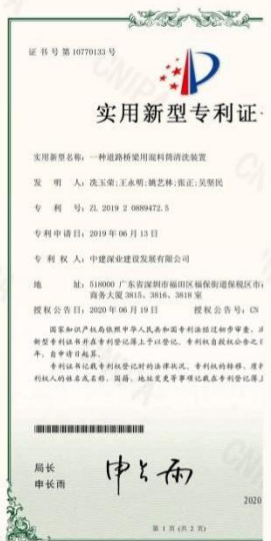 证书号第10770133号
实用新型专利证
实用新型名称：一种道路桥梁用混料筒清洗装置
发 明 人：冼玉荣;王永明;姚艺林;张正;吴坚民
专 利 号：ZL 2019 2 0889472.5
专利申请日：2019年06月13日
专 利 权 人：中建深业建设发展有限公司
地 址：518000 广东省深圳市福田区福保街道保税区市
商务大厦3815、3816、3818室
授权公告日：2020年06月19日 授权公告号：CN
国家知识产权局依照中华人民共和国专利法经过初步审查，决
新型专利证书并在专利登记簿上予以登记。专利权自授权公告之
年，自申请日起算。
专利证书记载专利权登记时的法律状况。专利权的转移、质
利权人的姓名或名称、国籍、地址变更等事项记载在专利登记簿上
局长
申长雨
申长雨
2020
第 1 页 (共 2 页)